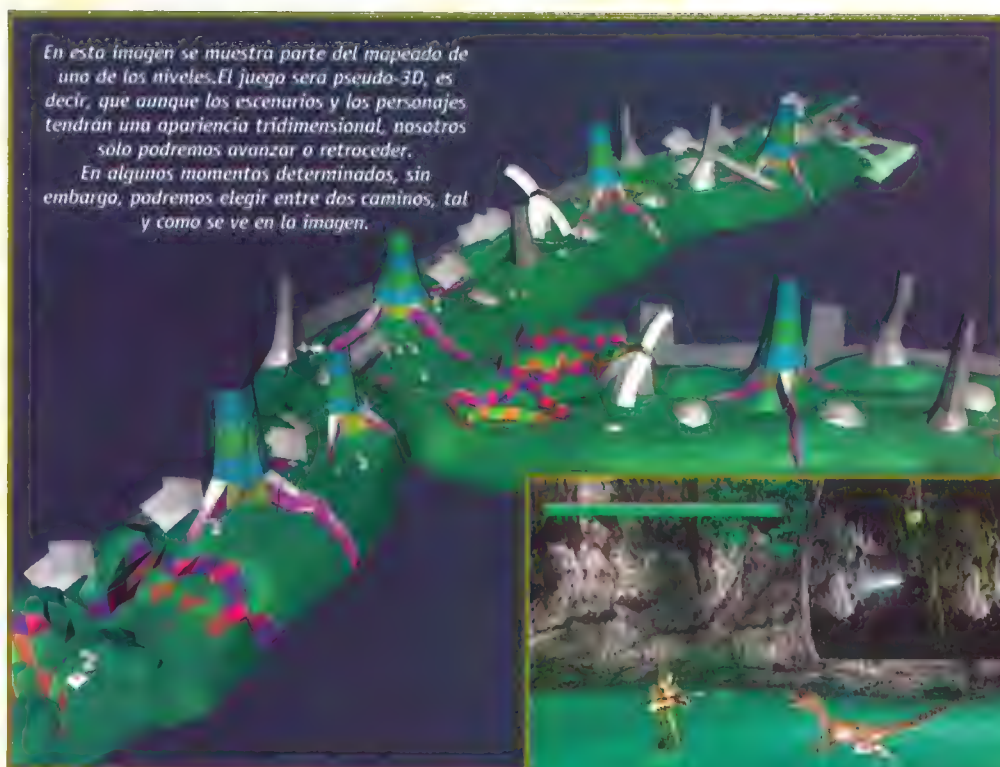 En esta imagen se muestra parte del mapeado de
uno de los niveles.El juego sera pseudo-3D, es
decir, que aunque los escenarios y los personajes
tendran una apariencia tridimensional, nosotros
solo podremos avanzar o retroceder.
En algunos momentos determinados, sin
embargo, podremos elegir entre dos caminos, tal
y como se ve en la imagen.